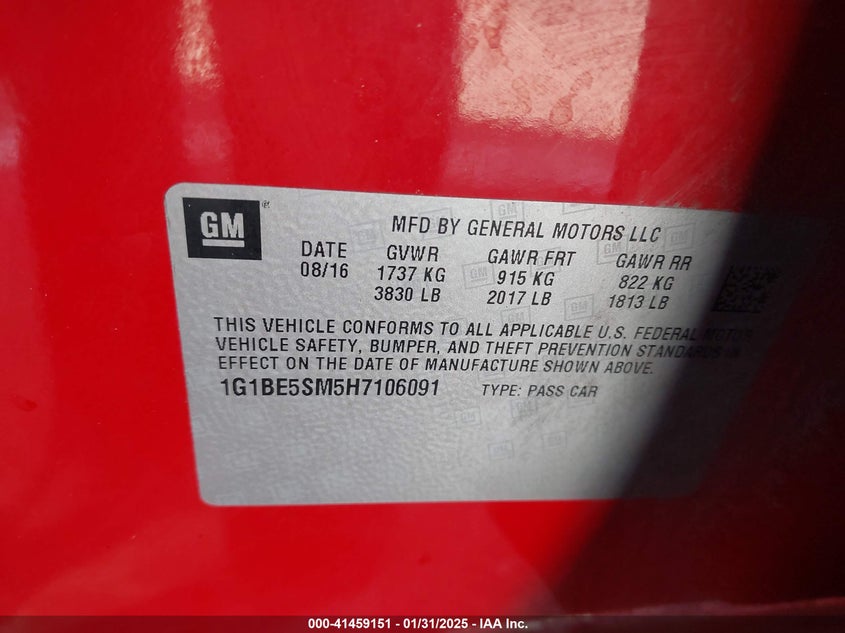 GM®
MFD BY GENERAL MOTORS LLC
DATE GVWR GAWR FRT GAWR RR
08/16 1737 KG 915 KG 822 KG
3830 LB 2017 LB 1813 LB
THIS VEHICLE CONFORMS TO ALL APPLICABLE U.S. FEDERAL MOTOR
VEHICLE SAFETY, BUMPER, AND THEFT PREVENTION STANDARDS IN
EFFECT ON THE DATE OF MANUFACTURE SHOWN ABOVE.
1G1BE5SM5H7106091 TYPE: PASS CAR
000-41459151 - 01/31/2025 - IAA Inc.